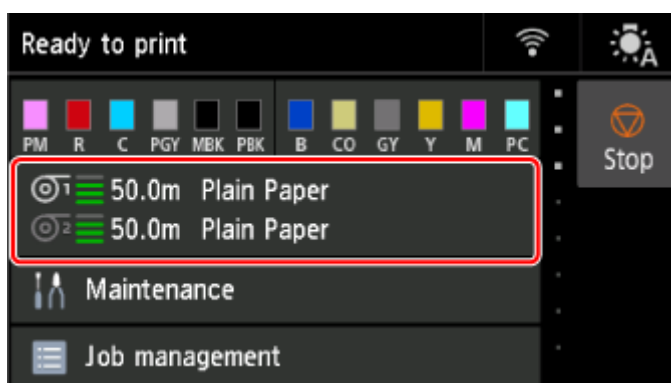 Ready to print
A
PM R C PGY MBK PBK B CO GY Y M PC
Stop
1 50.0m Plain Paper
2 50.0m Plain Paper
Maintenance
Job management